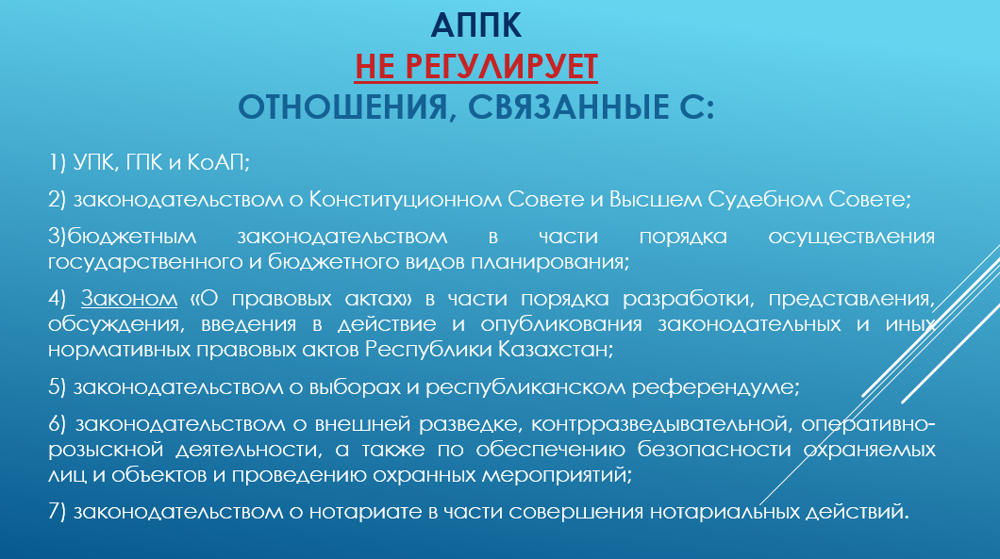 АППК
НЕ РЕГУЛИРУЕТ
ОТНОШЕНИЯ, СВЯЗАННЫЕ С:
1) УПК, ГПК и КоАП;
2) законодательством о Конституционном Совете и Высшем Судебном Совете;
3)бюджетным законодательством в части порядка осуществления
государственного и бюджетного видов планирования;
4) Законом «О правовых актах» в части порядка разработки, представления,
обсуждения, введения в действие и опубликования законодательных и иных
нормативных правовых актов Республики Казахстан;
5) законодательством о выборах и республиканском референдуме;
6) законодательством о внешней разведке, контрразведывательной, оперативно-
розыскной деятельности, а также по обеспечению безопасности охраняемых
лиц и объектов и проведению охранных мероприятий;
7) законодательством о нотариате в части совершения нотариальных действий.